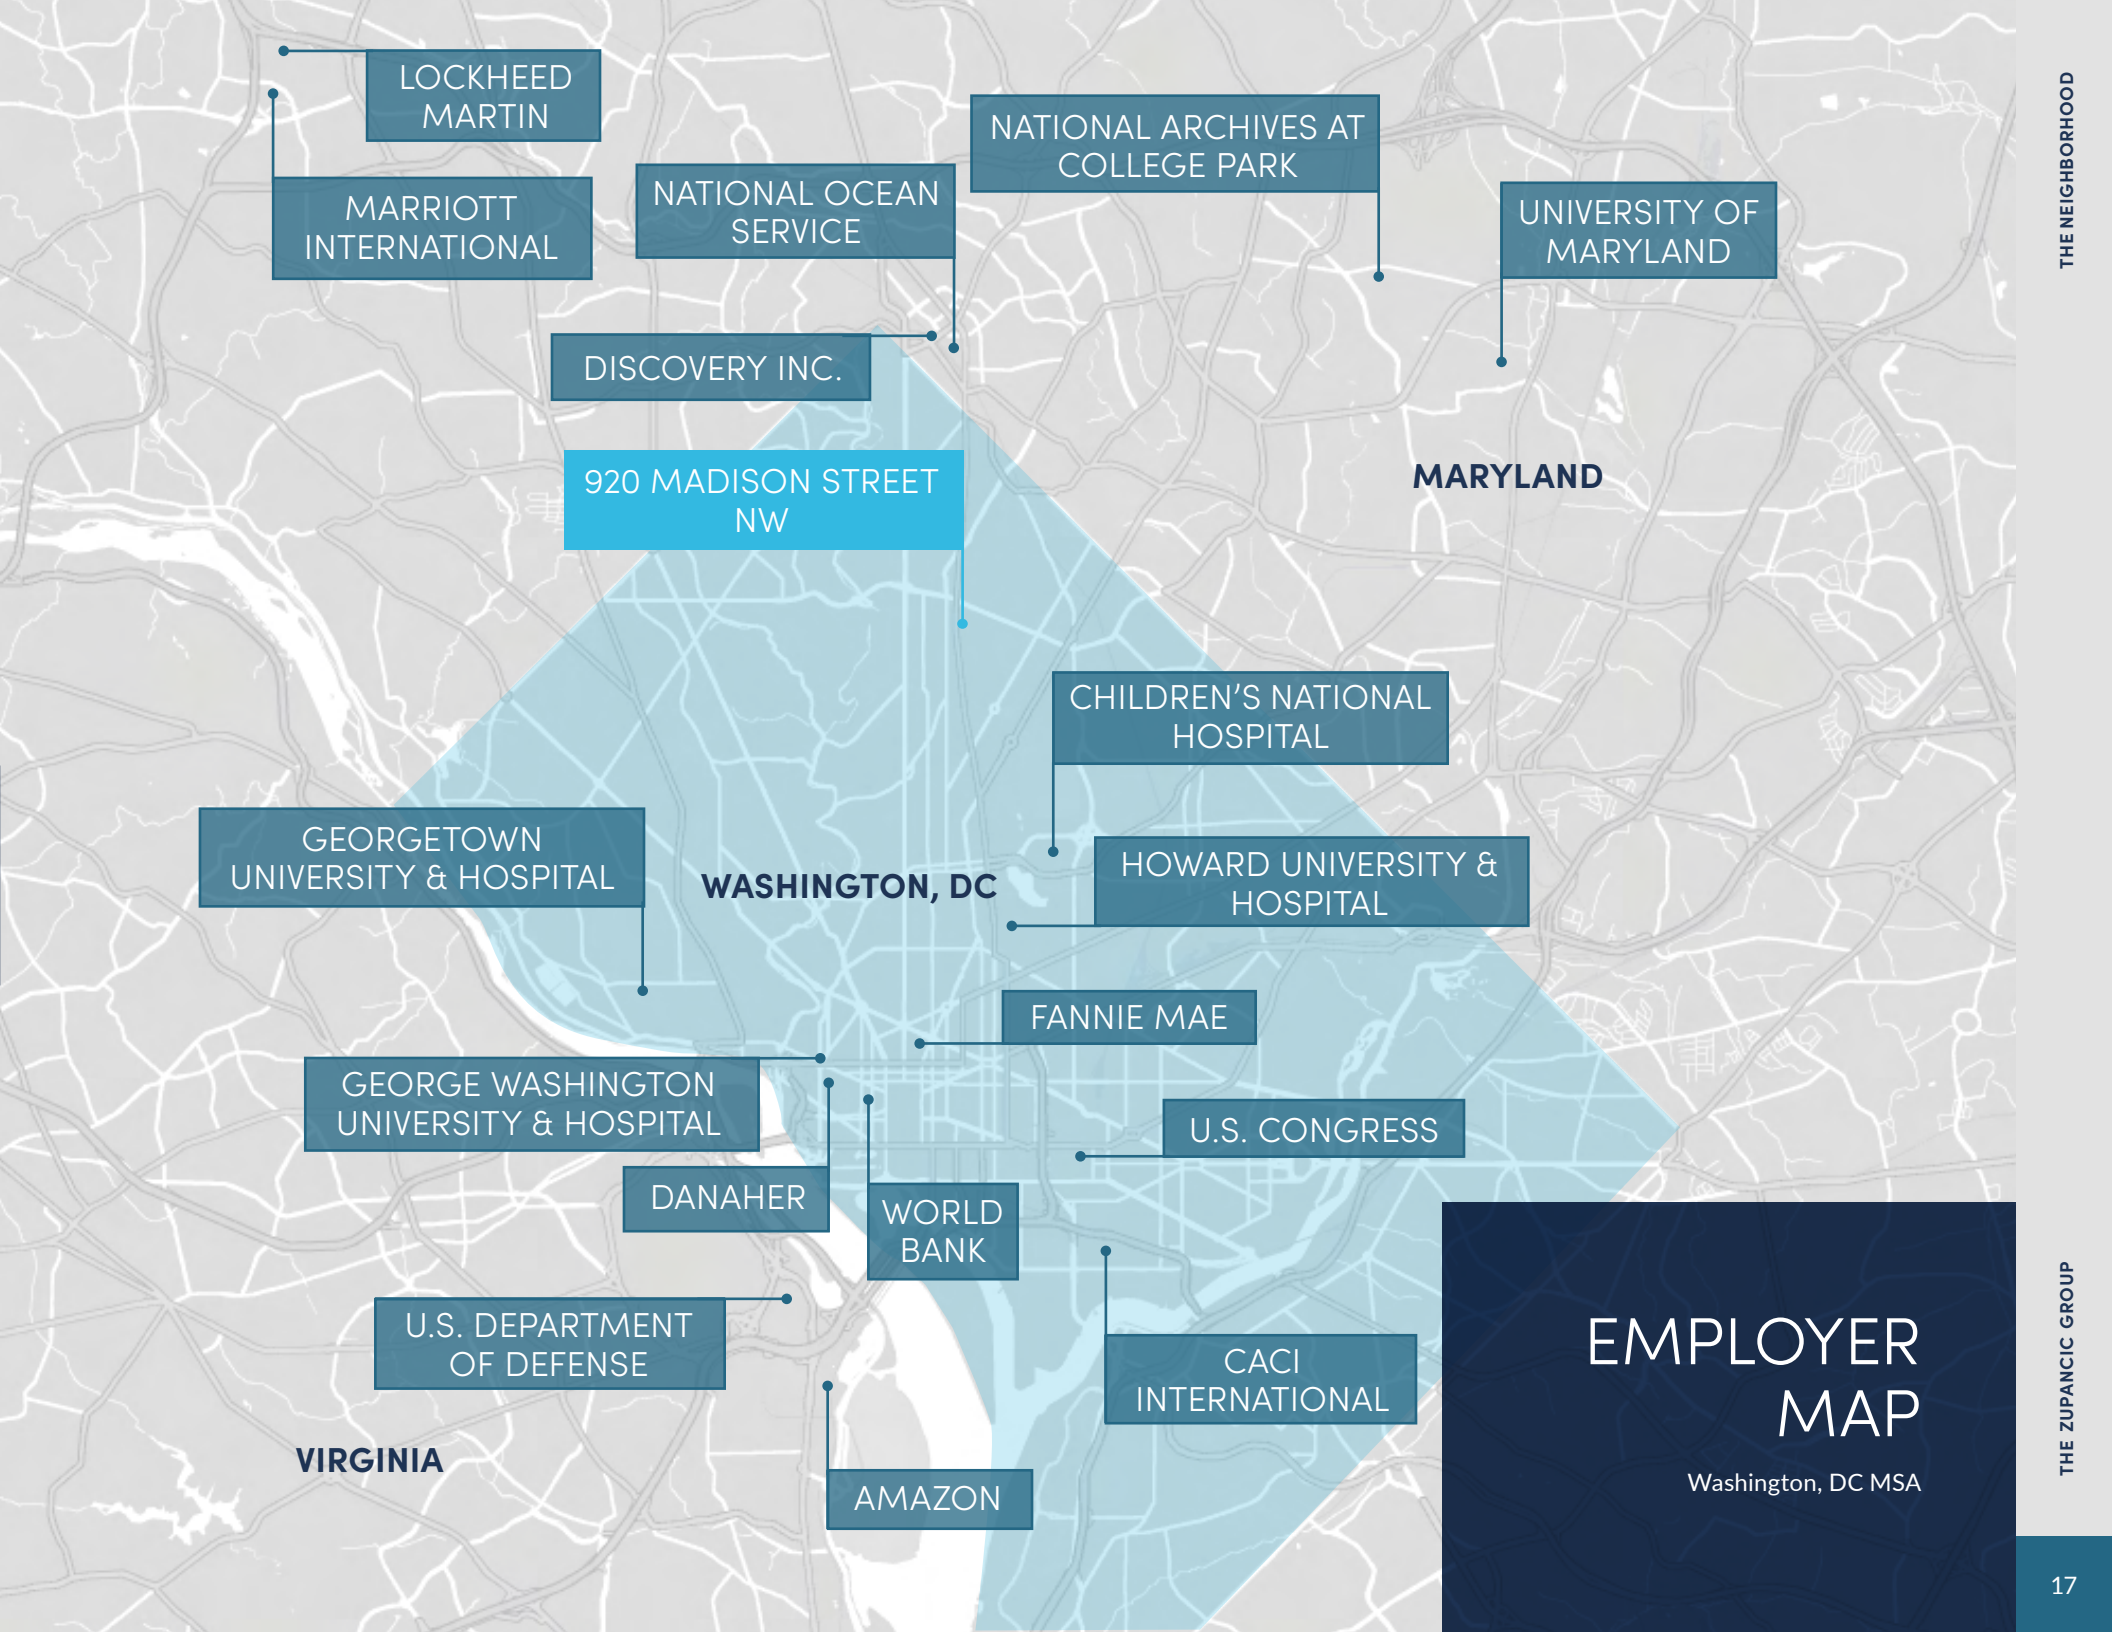 LOCKHEED
MARTIN
MARRIOTT
INTERNATIONAL
NATIONAL OCEAN
SERVICE
NATIONAL ARCHIVES AT
COLLEGE PARK
UNIVERSITY OF
MARYLAND
DISCOVERY INC.
920 MADISON STREET
NW
MARYLAND
CHILDREN'S NATIONAL
HOSPITAL
GEORGETOWN
UNIVERSITY & HOSPITAL
WASHINGTON, DC
HOWARD UNIVERSITY &
HOSPITAL
FANNIE MAE
GEORGE WASHINGTON
UNIVERSITY & HOSPITAL
U.S. CONGRESS
DANAHER
WORLD
BANK
U.S. DEPARTMENT
OF DEFENSE
CACI
INTERNATIONAL
VIRGINIA
AMAZON
EMPLOYER
MAP
Washington, DC MSA
THE NEIGHBORHOOD
THE ZUPANCIC GROUP
17